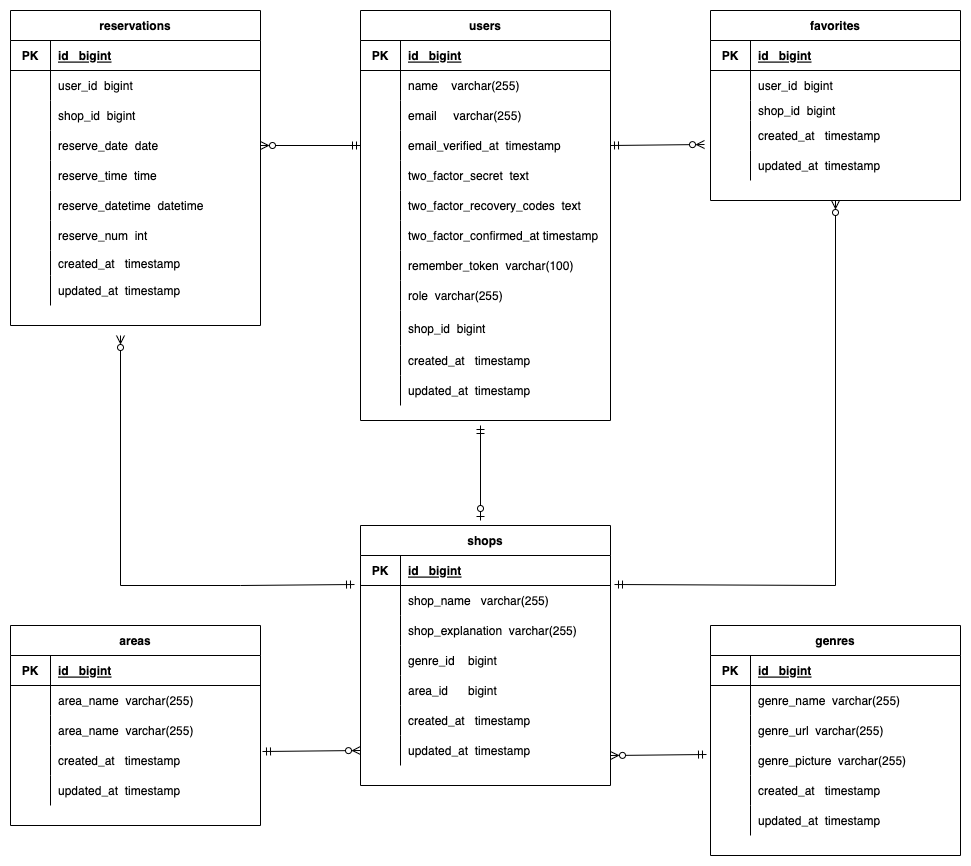 reservations
PK id bigint
user_id bigint
shop_id bigint
reserve_date date
reserve_time time
reserve_datetime datetime
reserve_num int
created_at timestamp
updated_at timestamp
users
PK id bigint
name varchar(255)
email varchar(255)
email_verified_at timestamp
two_factor_secret text
two_factor_recovery_codes text
two_factor_confirmed_at timestamp
remember_token varchar(100)
role varchar(255)
shop_id bigint
created_at timestamp
updated_at timestamp
favorites
PK id bigint
user_id bigint
shop_id bigint
created_at timestamp
updated_at timestamp
shops
PK id bigint
shop_name varchar(255)
shop_explanation varchar(255)
genre_id bigint
area_id bigint
created_at timestamp
updated_at timestamp
areas
PK id bigint
area_name varchar(255)
area_name varchar(255)
created_at timestamp
updated_at timestamp
genres
PK id bigint
genre_name varchar(255)
genre_url varchar(255)
genre_picture varchar(255)
created_at timestamp
updated_at timestamp